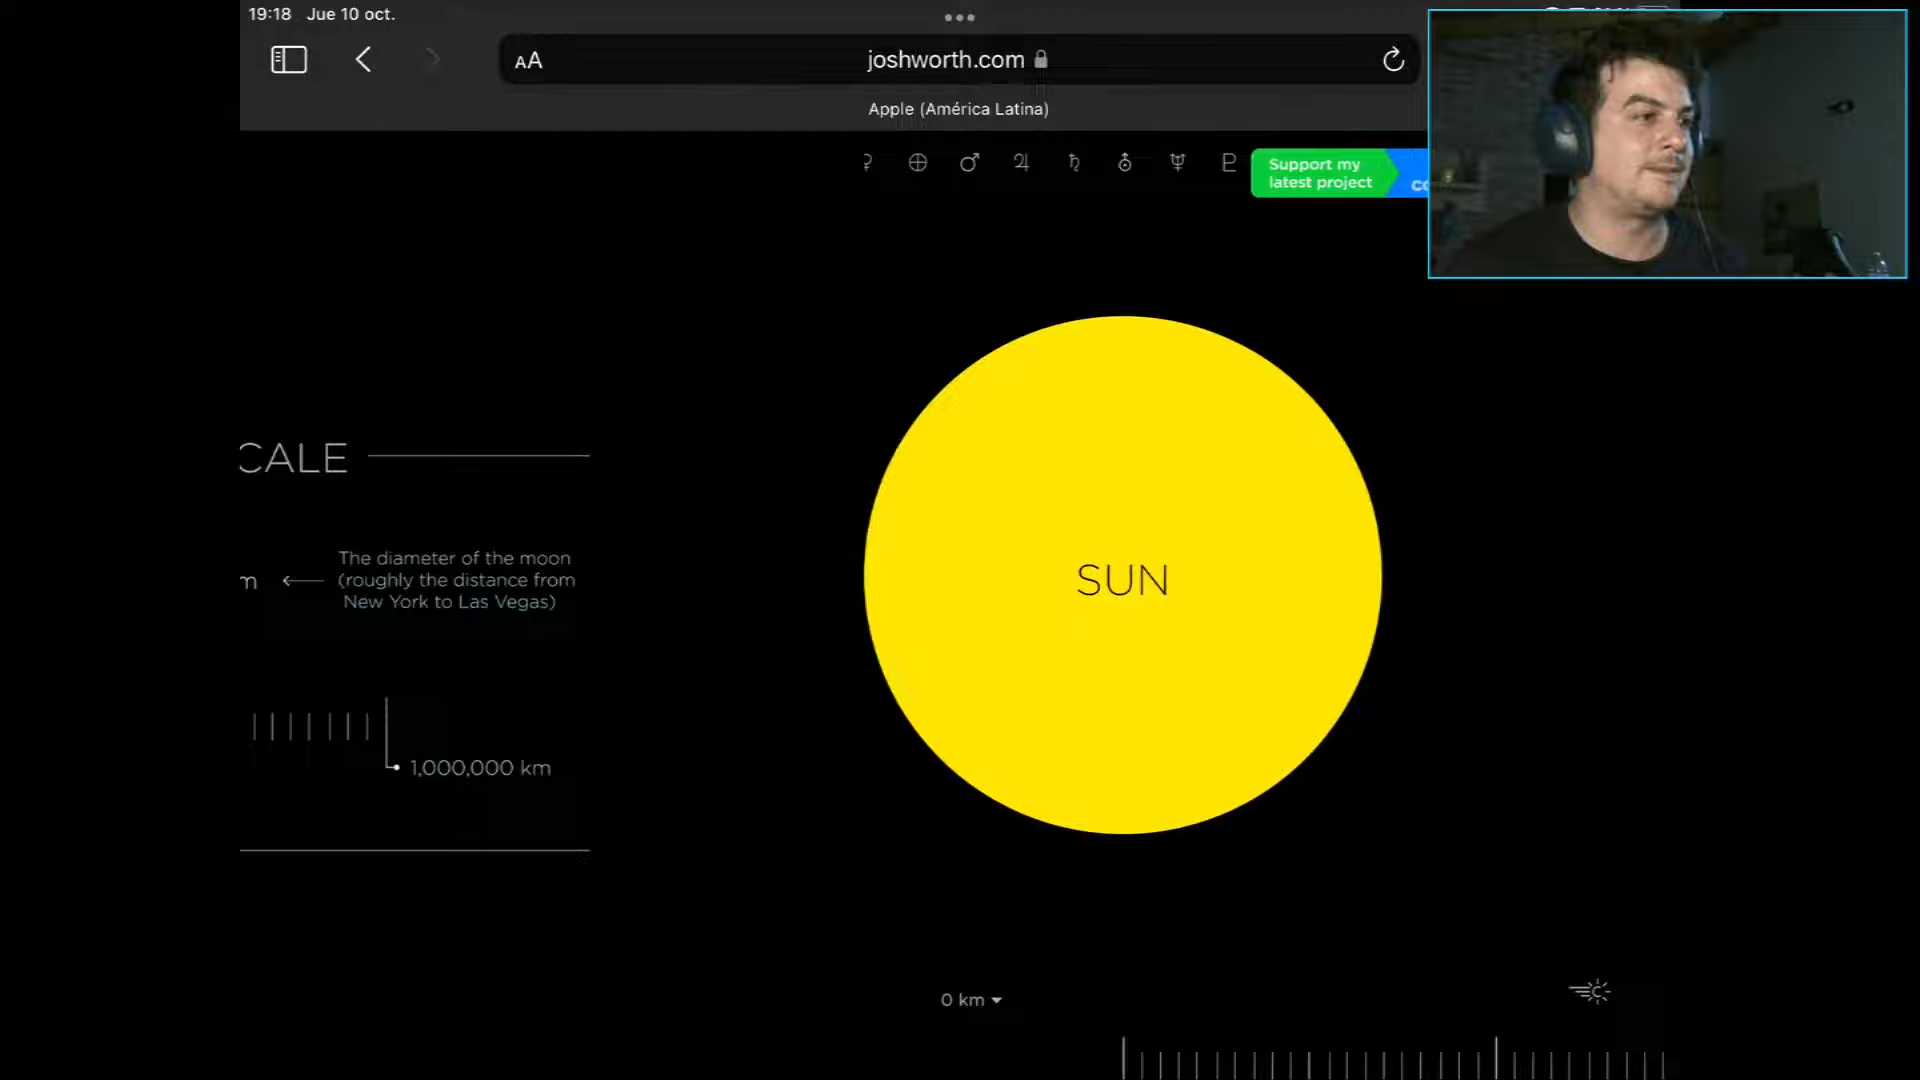 19:18 Jue 10 oct.
AA
joshworth.com
Apple (América Latina)
Support my
latest project
CALE
The diameter of the moon
(roughly the distance from
New York to Las Vegas)
m
SUN
1,000,000 km
0 km